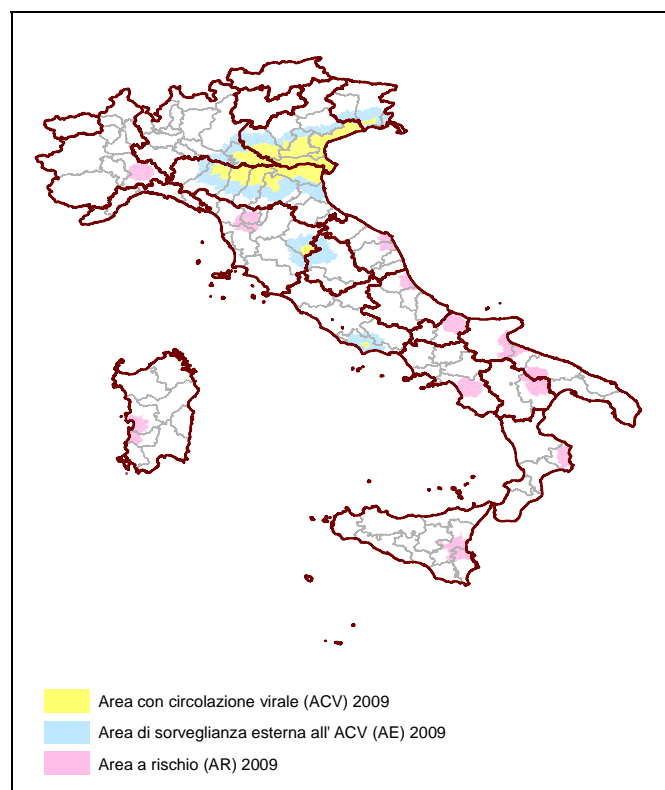 Area con circolazione virale (ACV) 2009
Area di sorveglianza esterna all' ACV (AE) 2009
Area a rischio (AR) 2009